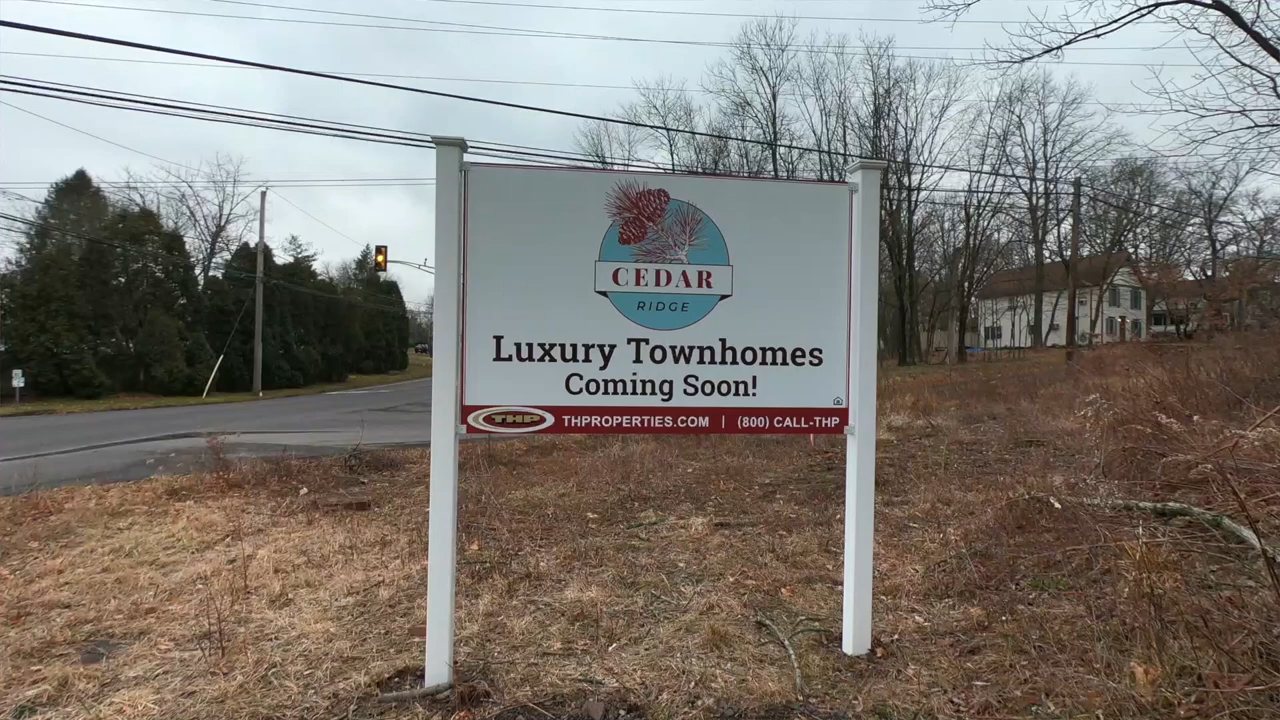 CEDAR
RIDGE
Luxury Townhomes
Coming Soon!
THP THPROPERTIES.COM | (800) CALL-THP